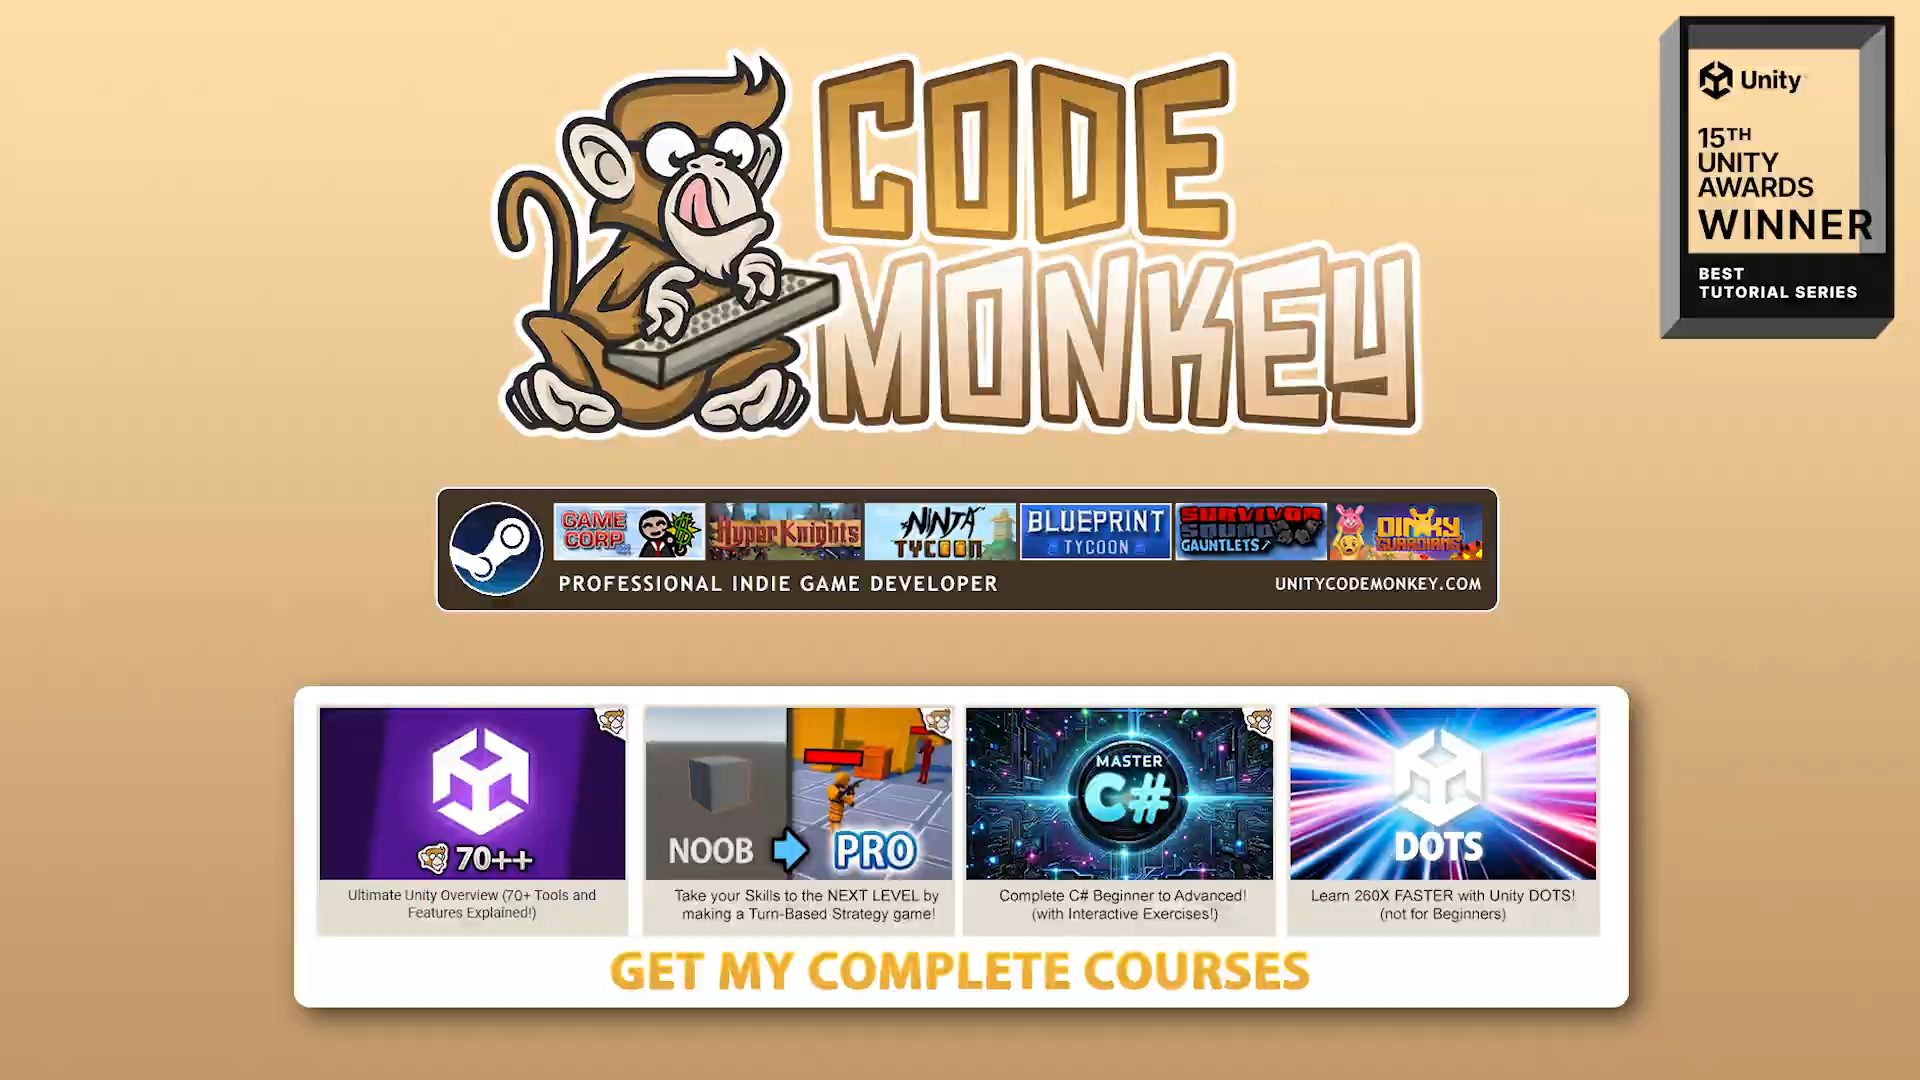 CODE
MONKEY
Unity
15TH
UNITY
AWARDS
WINNER
BEST
TUTORIAL SERIES
GAME
CORP
Hyper Knights
NINJA
TYCOON
BLUEPRINT
TYCOON
SURVIVOR
SQUAD
GAUNTLETS
DINKY
GUARDIANS
PROFESSIONAL INDIE GAME DEVELOPER
UNITYCODEMONKEY.COM
70++
Ultimate Unity Overview (70+ Tools and
Features Explained!)
NOOB
PRO
Take your Skills to the NEXT LEVEL by
making a Turn-Based Strategy game!
MASTER
C#
Complete C# Beginner to Advanced!
(with Interactive Exercises!)
DOTS
Learn 260X FASTER with Unity DOTS!
(not for Beginners)
GET MY COMPLETE COURSES